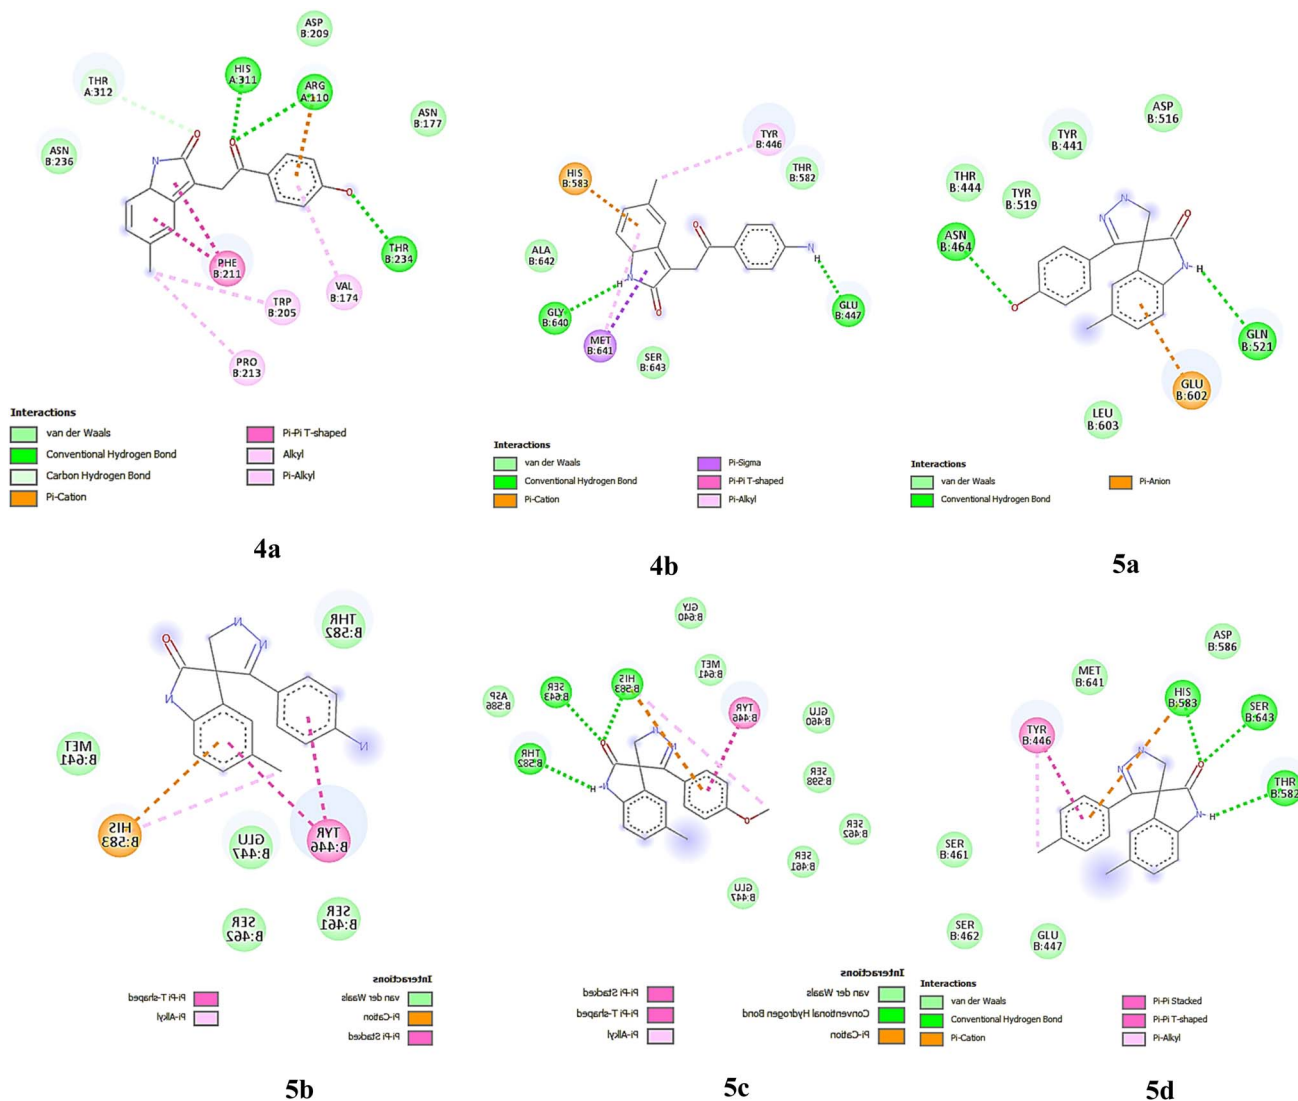 ASP
B:209
HIS
A:311
ARG
A:110
THR
A:312
ASN
B:177
ASN
B:236
O
O
N
O
THR
B:234
PHE
B:211
VAL
B:174
TRP
B:205
PRO
B:213
Interactions
van der Waals
Conventional Hydrogen Bond
Carbon Hydrogen Bond
Pi-Cation
Pi-Pi T-shaped
Alkyl
Pi-Alkyl
4a
TYR
B:446
THR
B:582
HIS
B:583
ALA
B:642
O
N
H
N
H
O
GLY
B:640
GLU
B:447
MET
B:641
SER
B:643
Interactions
van der Waals
Conventional Hydrogen Bond
Pi-Cation
Pi-Sigma
Pi-Pi T-shaped
Pi-Alkyl
4b
ASP
B:516
TYR
B:441
THR
B:444
TYR
B:519
ASN
B:464
N
N
O
N
H
O
GLN
B:521
GLU
B:602
LEU
B:603
Interactions
van der Waals
Conventional Hydrogen Bond
Pi-Anion
5a
THR
B:582
N
N
O
N
N
MET
B:641
HIS
B:583
GLU
B:447
TYR
B:446
SER
B:462
SER
B:461
Interactions
van der Waals
Pi-Cation
Pi-Pi Stacked
Pi-Pi T-shaped
Pi-Alkyl
5b
GLY
B:640
MET
B:641
HIS
B:583
SER
B:643
ASP
B:586
TYR
B:446
GLU
B:460
THR
B:582
SER
B:598
O
N
N
H
N
O
SER
B:462
SER
B:461
GLU
B:447
Interactions
van der Waals
Conventional Hydrogen Bond
Pi-Cation
Pi-Pi Stacked
Pi-Pi T-shaped
Pi-Alkyl
5c
ASP
B:586
MET
B:641
HIS
B:583
SER
B:643
TYR
B:446
THR
B:582
N
N
O
N
H
SER
B:461
SER
B:462
GLU
B:447
Interactions
van der Waals
Conventional Hydrogen Bond
Pi-Cation
Pi-Pi Stacked
Pi-Pi T-shaped
Pi-Alkyl
5d